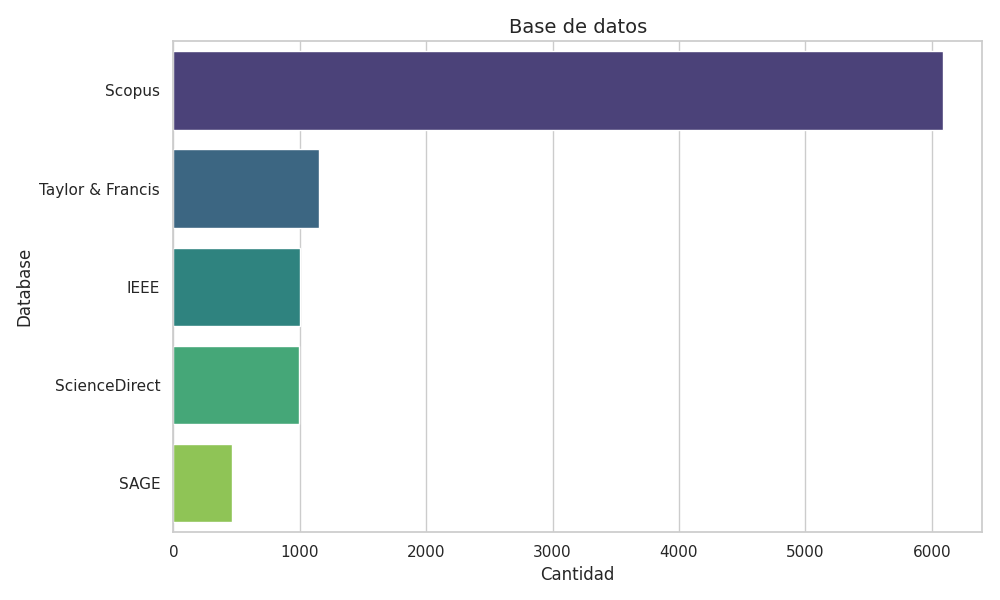 Base de datos
Database
Scopus
Taylor & Francis
IEEE
ScienceDirect
SAGE
0 1000 2000 3000 4000 5000 6000
Cantidad